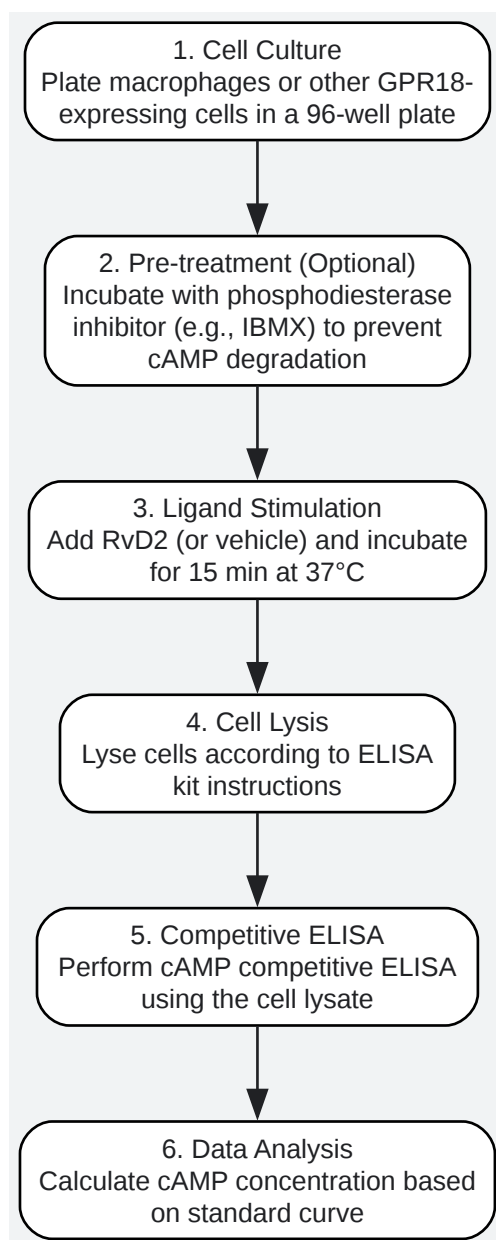 1. Cell Culture
Plate macrophages or other GPR18-
expressing cells in a 96-well plate
2. Pre-treatment (Optional)
Incubate with phosphodiesterase
inhibitor (e.g., IBMX) to prevent
cAMP degradation
3. Ligand Stimulation
Add RvD2 (or vehicle) and incubate
for 15 min at 37°C
4. Cell Lysis
Lyse cells according to ELISA
kit instructions
5. Competitive ELISA
Perform cAMP competitive ELISA
using the cell lysate
6. Data Analysis
Calculate cAMP concentration based
on standard curve